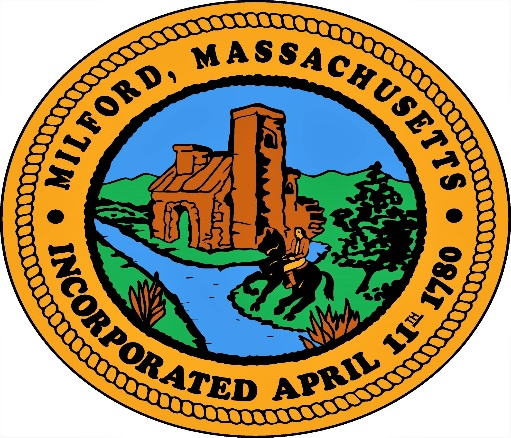 MILFORD, MASSACHUSETTS
INCORPORATED APRIL 11TH 1780